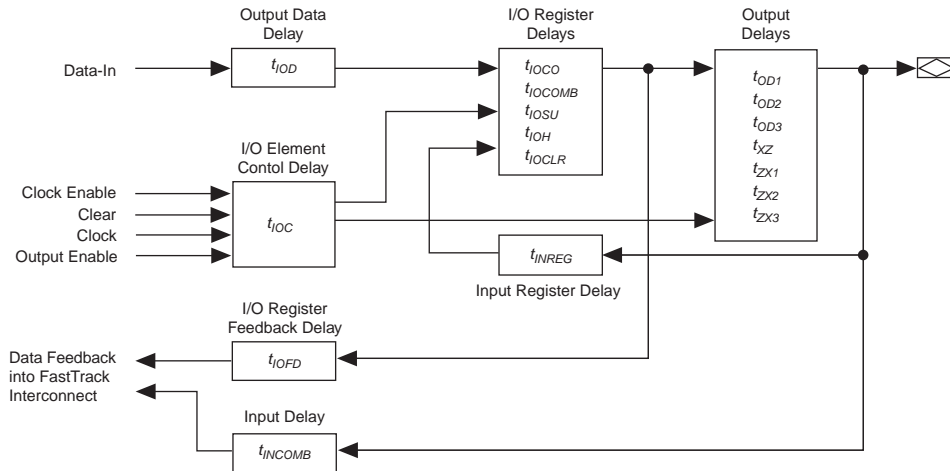 Output Data
Delay
I/O Register
Delays
Output
Delays
Data-In
tIOD
tIOCO
tIOCOMB
tIOSU
tIOH
tIOCLR
tOD1
tOD2
tOD3
tXZ
tZX1
tZX2
tZX3
I/O Element
Contol Delay
Clock Enable
Clear
Clock
Output Enable
tIOC
tINREG
Input Register Delay
I/O Register
Feedback Delay
tIOFD
Data Feedback
into FastTrack
Interconnect
Input Delay
tINCOMB